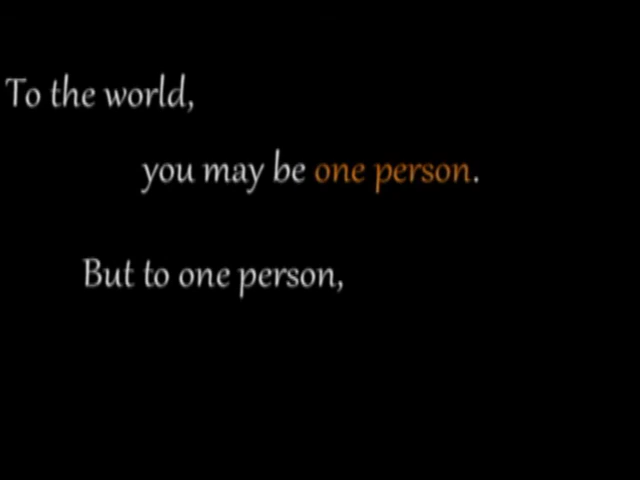 To the world,
you may be one person.
But to one person,